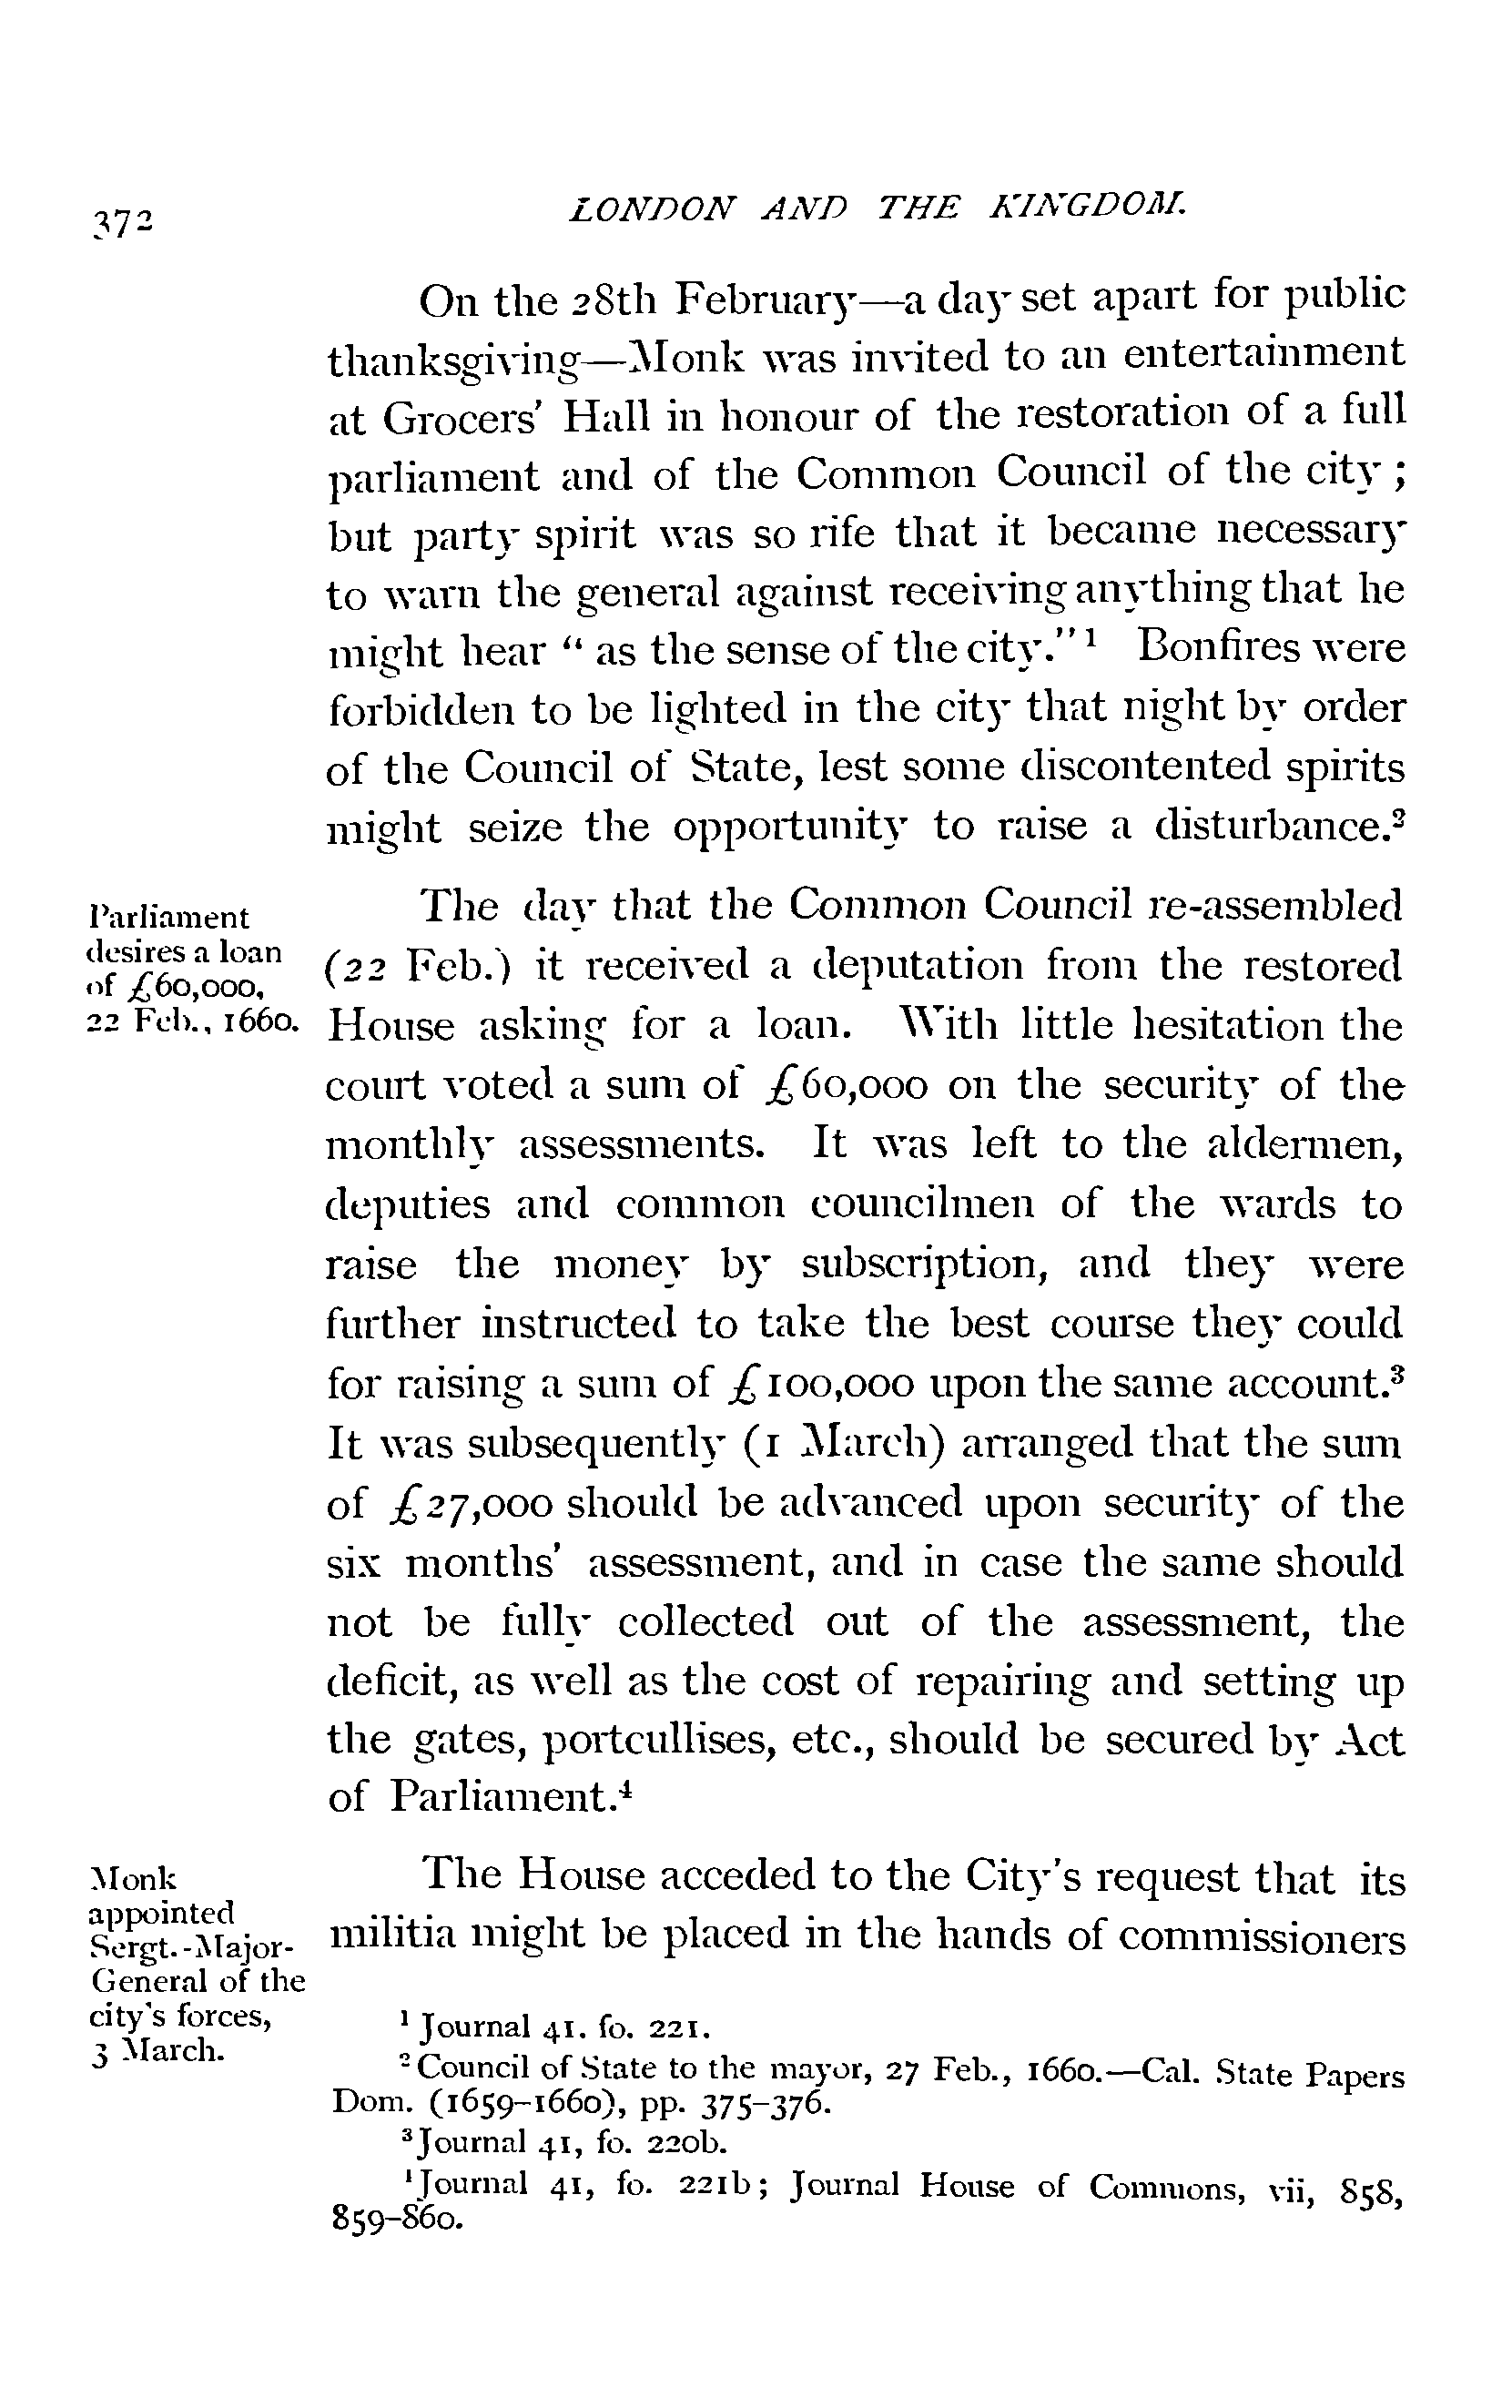 372
LONDON AND THE KINGDOM.
On the 28th February—a day set apart for public
thanksgiving—Monk was invited to an entertainment
at Grocers' Hall in honour of the restoration of a full
parliament and of the Common Council of the city ;
but party spirit was so rife that it became necessary
to warn the general against receiving anything that he
might hear “ as the sense of the city.”¹ Bonfires were
forbidden to be lighted in the city that night by order
of the Council of State, lest some discontented spirits
might seize the opportunity to raise a disturbance.²
Parliament
desires a loan
of £60,000,
22 Feb., 1660.
The day that the Common Council re-assembled
(22 Feb.) it received a deputation from the restored
House asking for a loan. With little hesitation the
court voted a sum of £60,000 on the security of the
monthly assessments. It was left to the aldermen,
deputies and common councilmen of the wards to
raise the money by subscription, and they were
further instructed to take the best course they could
for raising a sum of £100,000 upon the same account.³
It was subsequently (1 March) arranged that the sum
of £27,000 should be advanced upon security of the
six months' assessment, and in case the same should
not be fully collected out of the assessment, the
deficit, as well as the cost of repairing and setting up
the gates, portcullises, etc., should be secured by Act
of Parliament.⁴
Monk
appointed
Sergt.-Major-
General of the
city's forces,
3 March.
The House acceded to the City's request that its
militia might be placed in the hands of commissioners
¹ Journal 41. fo. 221.
² Council of State to the mayor, 27 Feb., 1660.—Cal. State Papers
Dom. (1659-1660), pp. 375-376.
³ Journal 41, fo. 220b.
⁴ Journal 41, fo. 221b; Journal House of Commons, vii, 858,
859-860.